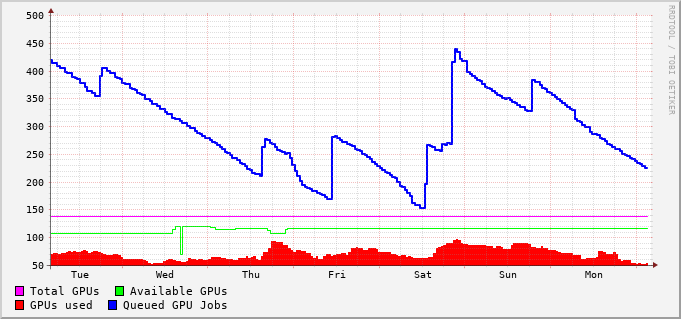 500
450
400
350
300
250
200
150
100
50
Tue Wed Thu Fri Sat Sun Mon
Total GPUs Available GPUs
GPUs used Queued GPU Jobs
RRDTOOL / TOBI OETIKER